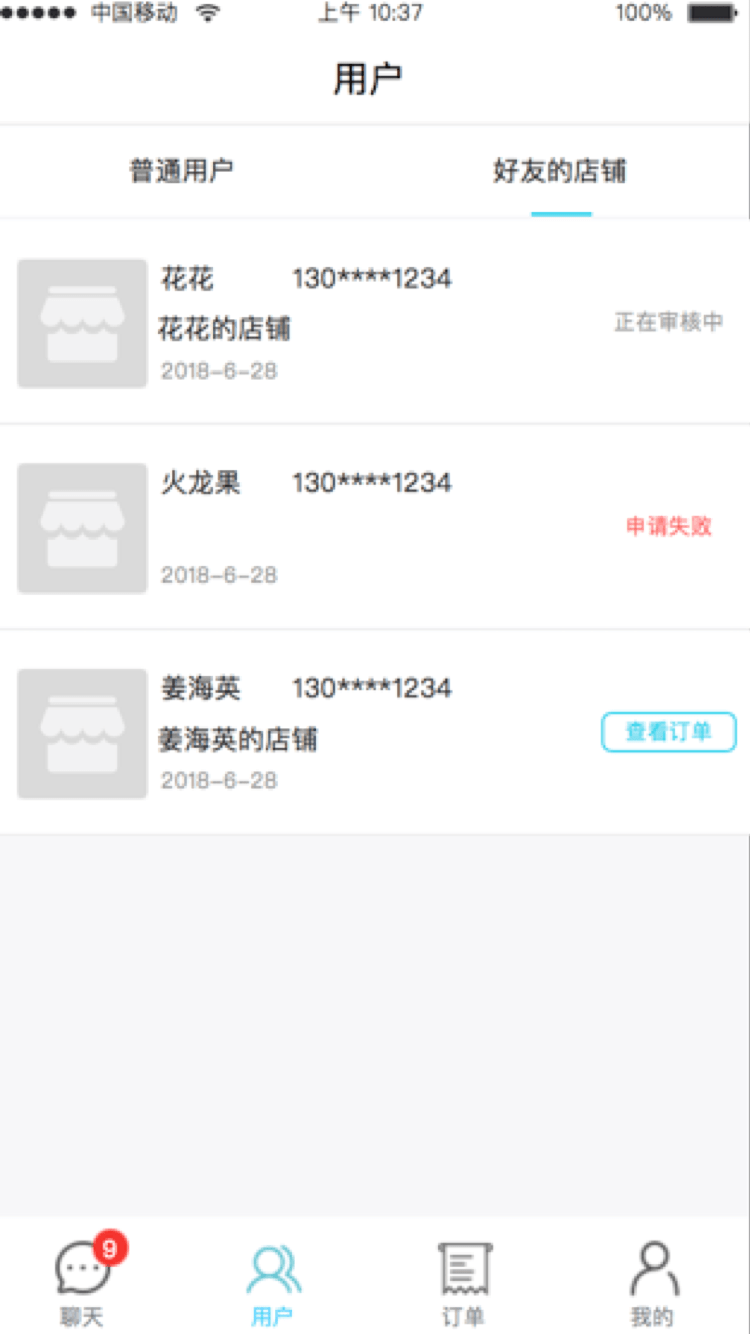 中国移动 上午 10:37 100%
用户
普通用户 好友的店铺
花花 130****1234
花花的店铺
正在审核中
2018-6-28
火龙果 130****1234
申请失败
2018-6-28
姜海英 130****1234
姜海英的店铺
查看订单
2018-6-28
9
聊天 用户 订单 我的